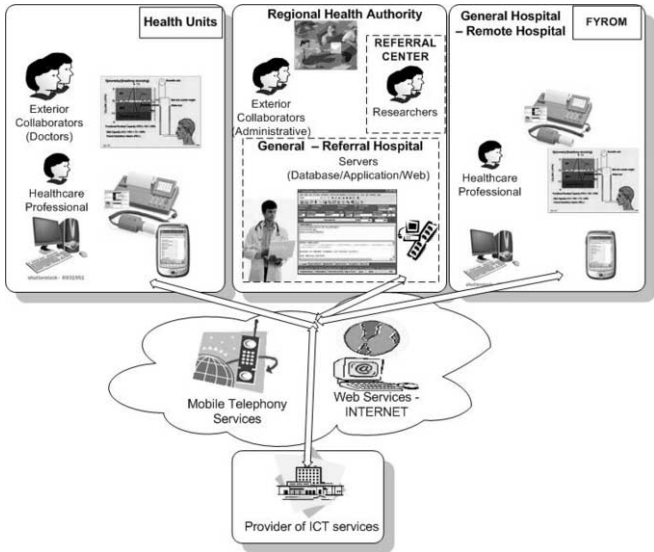 Health Units
Exterior
Collaborators
(Doctors)
Healthcare
Professional
Regional Health Authority
REFERRAL
CENTER
Researchers
Exterior
Collaborators
(Administrative)
General – Referral Hospital
Servers
(Database/Application/Web)
General Hospital
– Remote Hospital
FYROM
Healthcare
Professional
Mobile Telephony
Services
@
Web Services -
INTERNET
Provider of ICT services